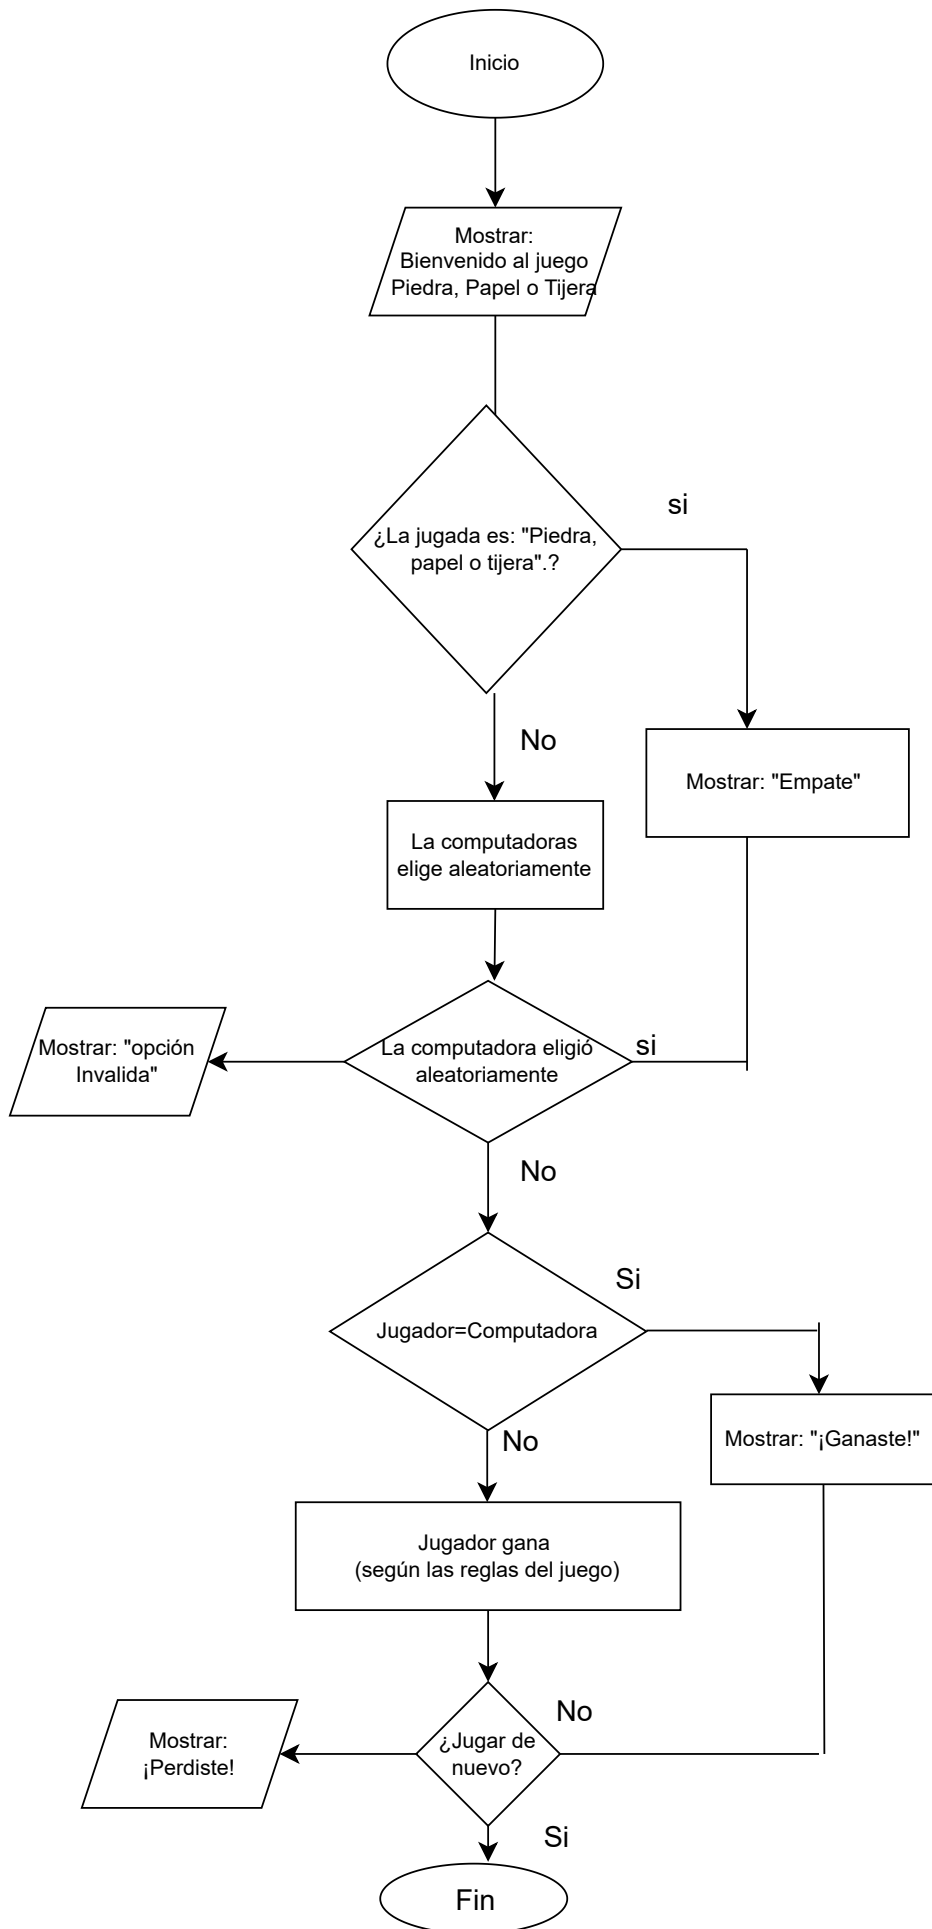 Inicio
Mostrar:
Bienvenido al juego
Piedra, Papel o Tijera
¿La jugada es: "Piedra,
papel o tijera".?
si
No
Mostrar: "Empate"
La computadoras
elige aleatoriamente
Mostrar: "opción
Invalida"
La computadora eligió
aleatoriamente
si
No
Jugador=Computadora
Si
No
Mostrar: "¡Ganaste!"
Jugador gana
(según las reglas del juego)
Mostrar:
¡Perdiste!
¿Jugar de
nuevo?
No
Si
Fin